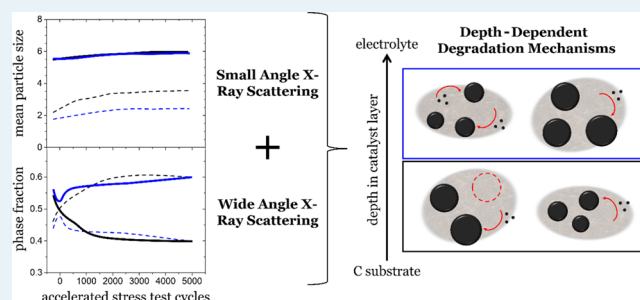 mean particle size
8
6
4
2
0
phase fraction
0.6
0.5
0.4
0.3
0 1000 2000 3000 4000 5000
accelerated stress test cycles
Small Angle X-
Ray Scattering
+
Wide Angle X-
Ray Scattering
Depth-Dependent
Degradation Mechanisms
electrolyte
depth in catalyst layer
C substrate